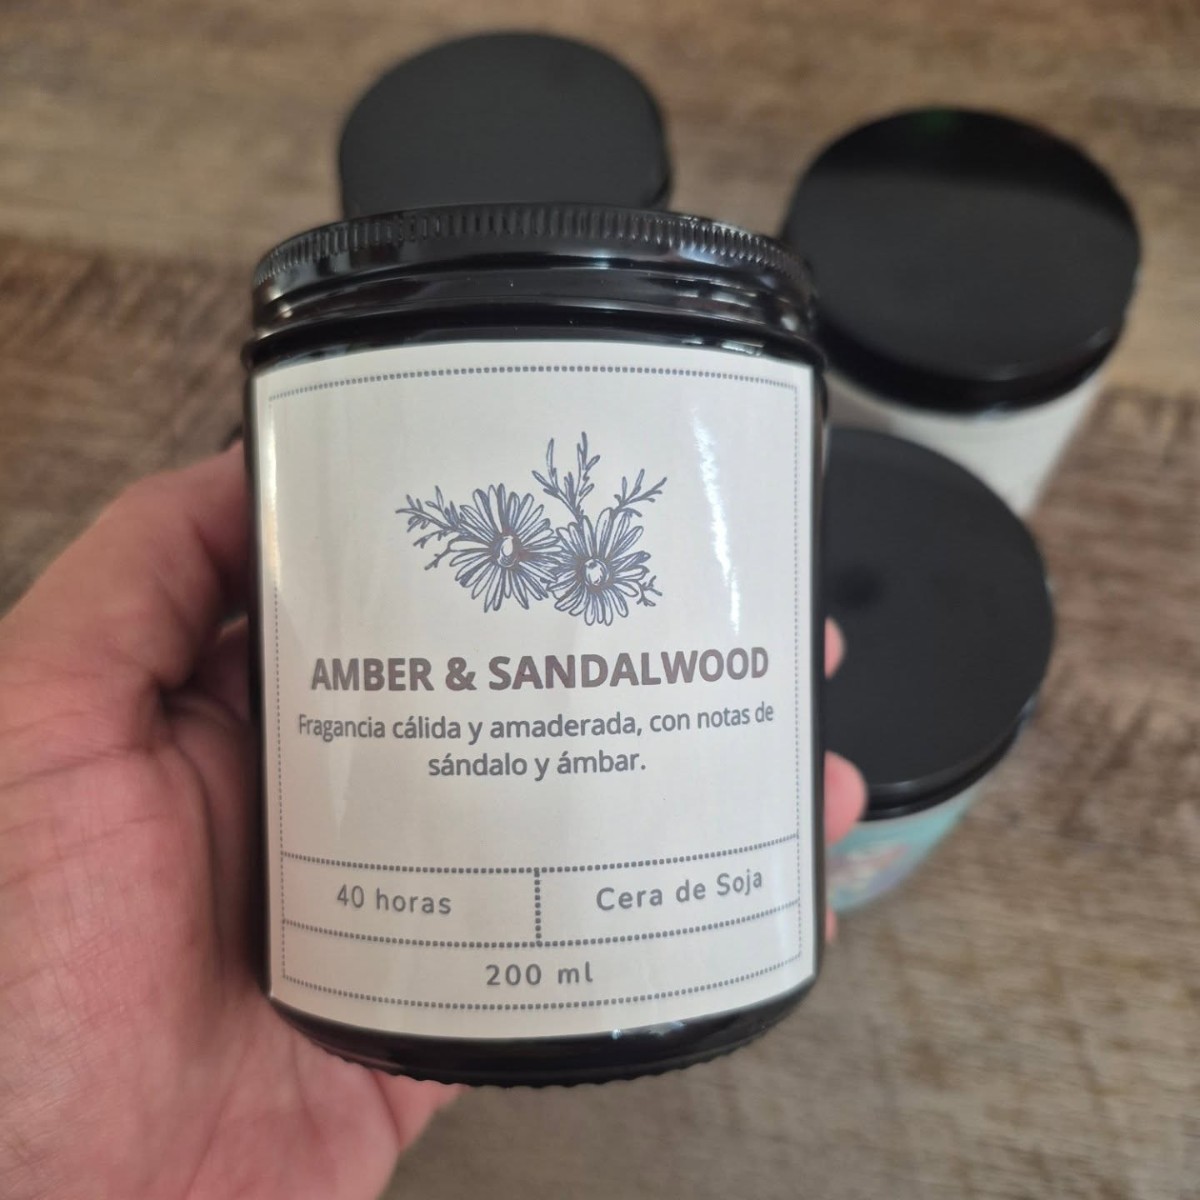 AMBER & SANDALWOOD
Fragancia cálida y amaderada, con notas de
sándalo y ámbar.
40 horas
Cera de Soja
200 ml